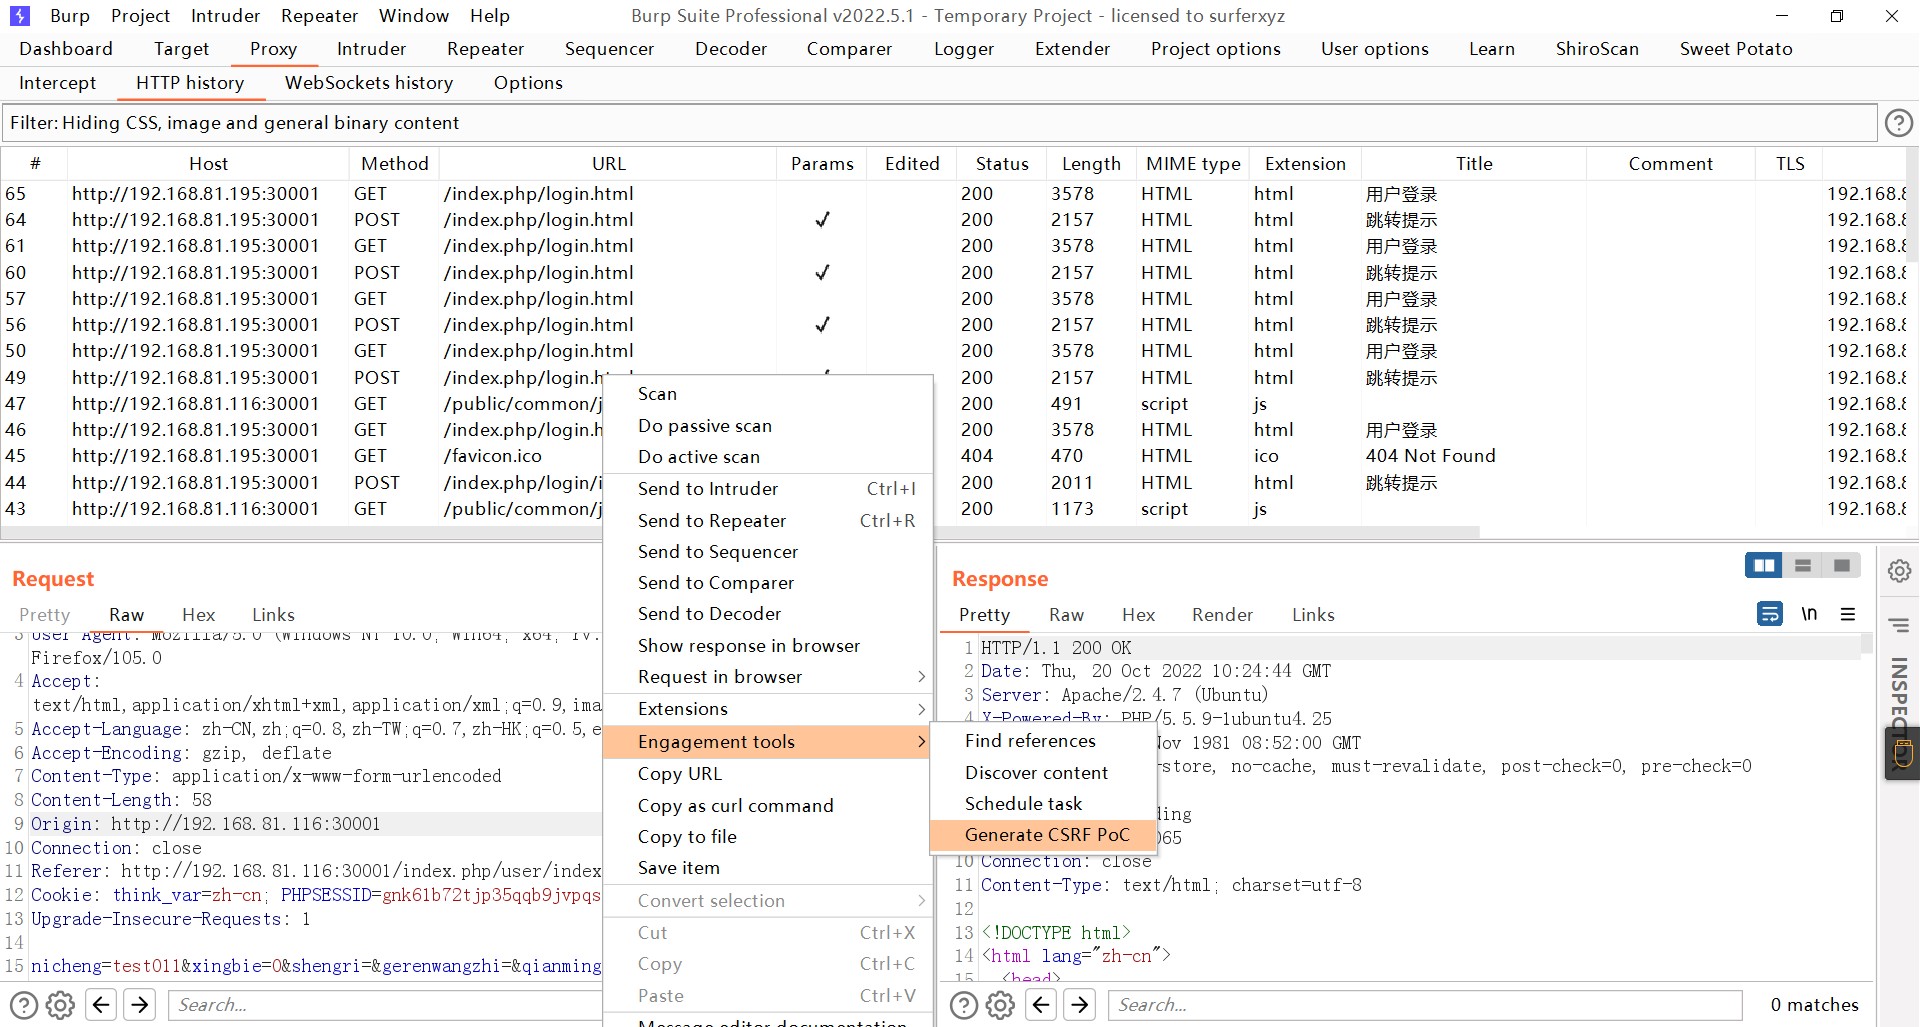 Burp Project Intruder Repeater Window Help Burp Suite Professional v2022.5.1 - Temporary Project - licensed to surferxyz
Dashboard Target Proxy Intruder Repeater Sequencer Decoder Comparer Logger Extender Project options User options Learn ShiroScan Sweet Potato
Intercept HTTP history WebSockets history Options
Filter: Hiding CSS, image and general binary content
# Host Method URL Params Edited Status Length MIME type Extension Title Comment TLS
65 http://192.168.81.195:30001 GET /index.php/login.html 200 3578 HTML html 用户登录 192.168.8
64 http://192.168.81.195:30001 POST /index.php/login.html ✓ 200 2157 HTML html 跳转提示 192.168.8
61 http://192.168.81.195:30001 GET /index.php/login.html 200 3578 HTML html 用户登录 192.168.8
60 http://192.168.81.195:30001 POST /index.php/login.html ✓ 200 2157 HTML html 跳转提示 192.168.8
57 http://192.168.81.195:30001 GET /index.php/login.html 200 3578 HTML html 用户登录 192.168.8
56 http://192.168.81.195:30001 POST /index.php/login.html ✓ 200 2157 HTML html 跳转提示 192.168.8
50 http://192.168.81.195:30001 GET /index.php/login.html 200 3578 HTML html 用户登录 192.168.8
49 http://192.168.81.195:30001 POST /index.php/login.html 200 2157 HTML html 跳转提示 192.168.8
47 http://192.168.81.116:30001 GET /public/common/j 200 491 script js 192.168.8
46 http://192.168.81.195:30001 GET /index.php/login.h 200 3578 HTML html 用户登录 192.168.8
45 http://192.168.81.195:30001 GET /favicon.ico 404 470 HTML ico 404 Not Found 192.168.8
44 http://192.168.81.195:30001 POST /index.php/login/i 200 2011 HTML html 跳转提示 192.168.8
43 http://192.168.81.116:30001 GET /public/common/j 200 1173 script js 192.168.8
Scan
Do passive scan
Do active scan
Send to Intruder Ctrl+I
Send to Repeater Ctrl+R
Send to Sequencer
Send to Comparer
Send to Decoder
Show response in browser
Request in browser
Extensions
Engagement tools
Copy URL
Copy as curl command
Copy to file
Save item
Convert selection
Cut Ctrl+X
Copy Ctrl+C
Paste Ctrl+V
Message editor documentation
Find references
Discover content
Schedule task
Generate CSRF PoC
Request
Pretty Raw Hex Links
3 User-Agent: Mozilla/5.0 (Windows NT 10.0; Win64; x64; rv:
Firefox/105.0
4 Accept:
text/html,application/xhtml+xml,application/xml;q=0.9,ima
5 Accept-Language: zh-CN,zh;q=0.8,zh-TW;q=0.7,zh-HK;q=0.5,e
6 Accept-Encoding: gzip, deflate
7 Content-Type: application/x-www-form-urlencoded
8 Content-Length: 58
9 Origin: http://192.168.81.116:30001
10 Connection: close
11 Referer: http://192.168.81.116:30001/index.php/user/index
12 Cookie: think_var=zh-cn; PHPSESSID=gnk61b72tjp35qqb9jvpqs
13 Upgrade-Insecure-Requests: 1
14
15 nicheng=test011&xingbie=0&shengri=&gerenwangzhi=&qianming
Search...
Response
Pretty Raw Hex Render Links
\n
1 HTTP/1.1 200 OK
2 Date: Thu, 20 Oct 2022 10:24:44 GMT
3 Server: Apache/2.4.7 (Ubuntu)
4 X-Powered-By: PHP/5.5.9-1ubuntu4.25
Nov 1981 08:52:00 GMT
-store, no-cache, must-revalidate, post-check=0, pre-check=0
ding
065
10 Connection: close
11 Content-Type: text/html; charset=utf-8
12
13 <!DOCTYPE html>
14 <html lang="zh-cn">
15 <head>
Search...
0 matches
INSPECTOR